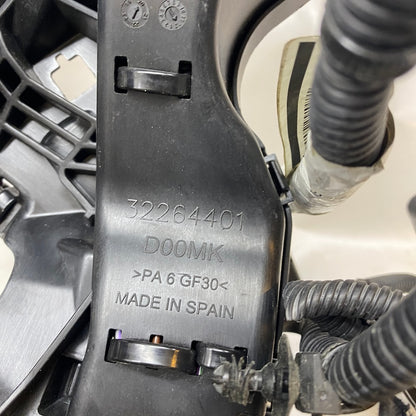 32264401
D00MK
>PA 6 GF30<
MADE IN SPAIN